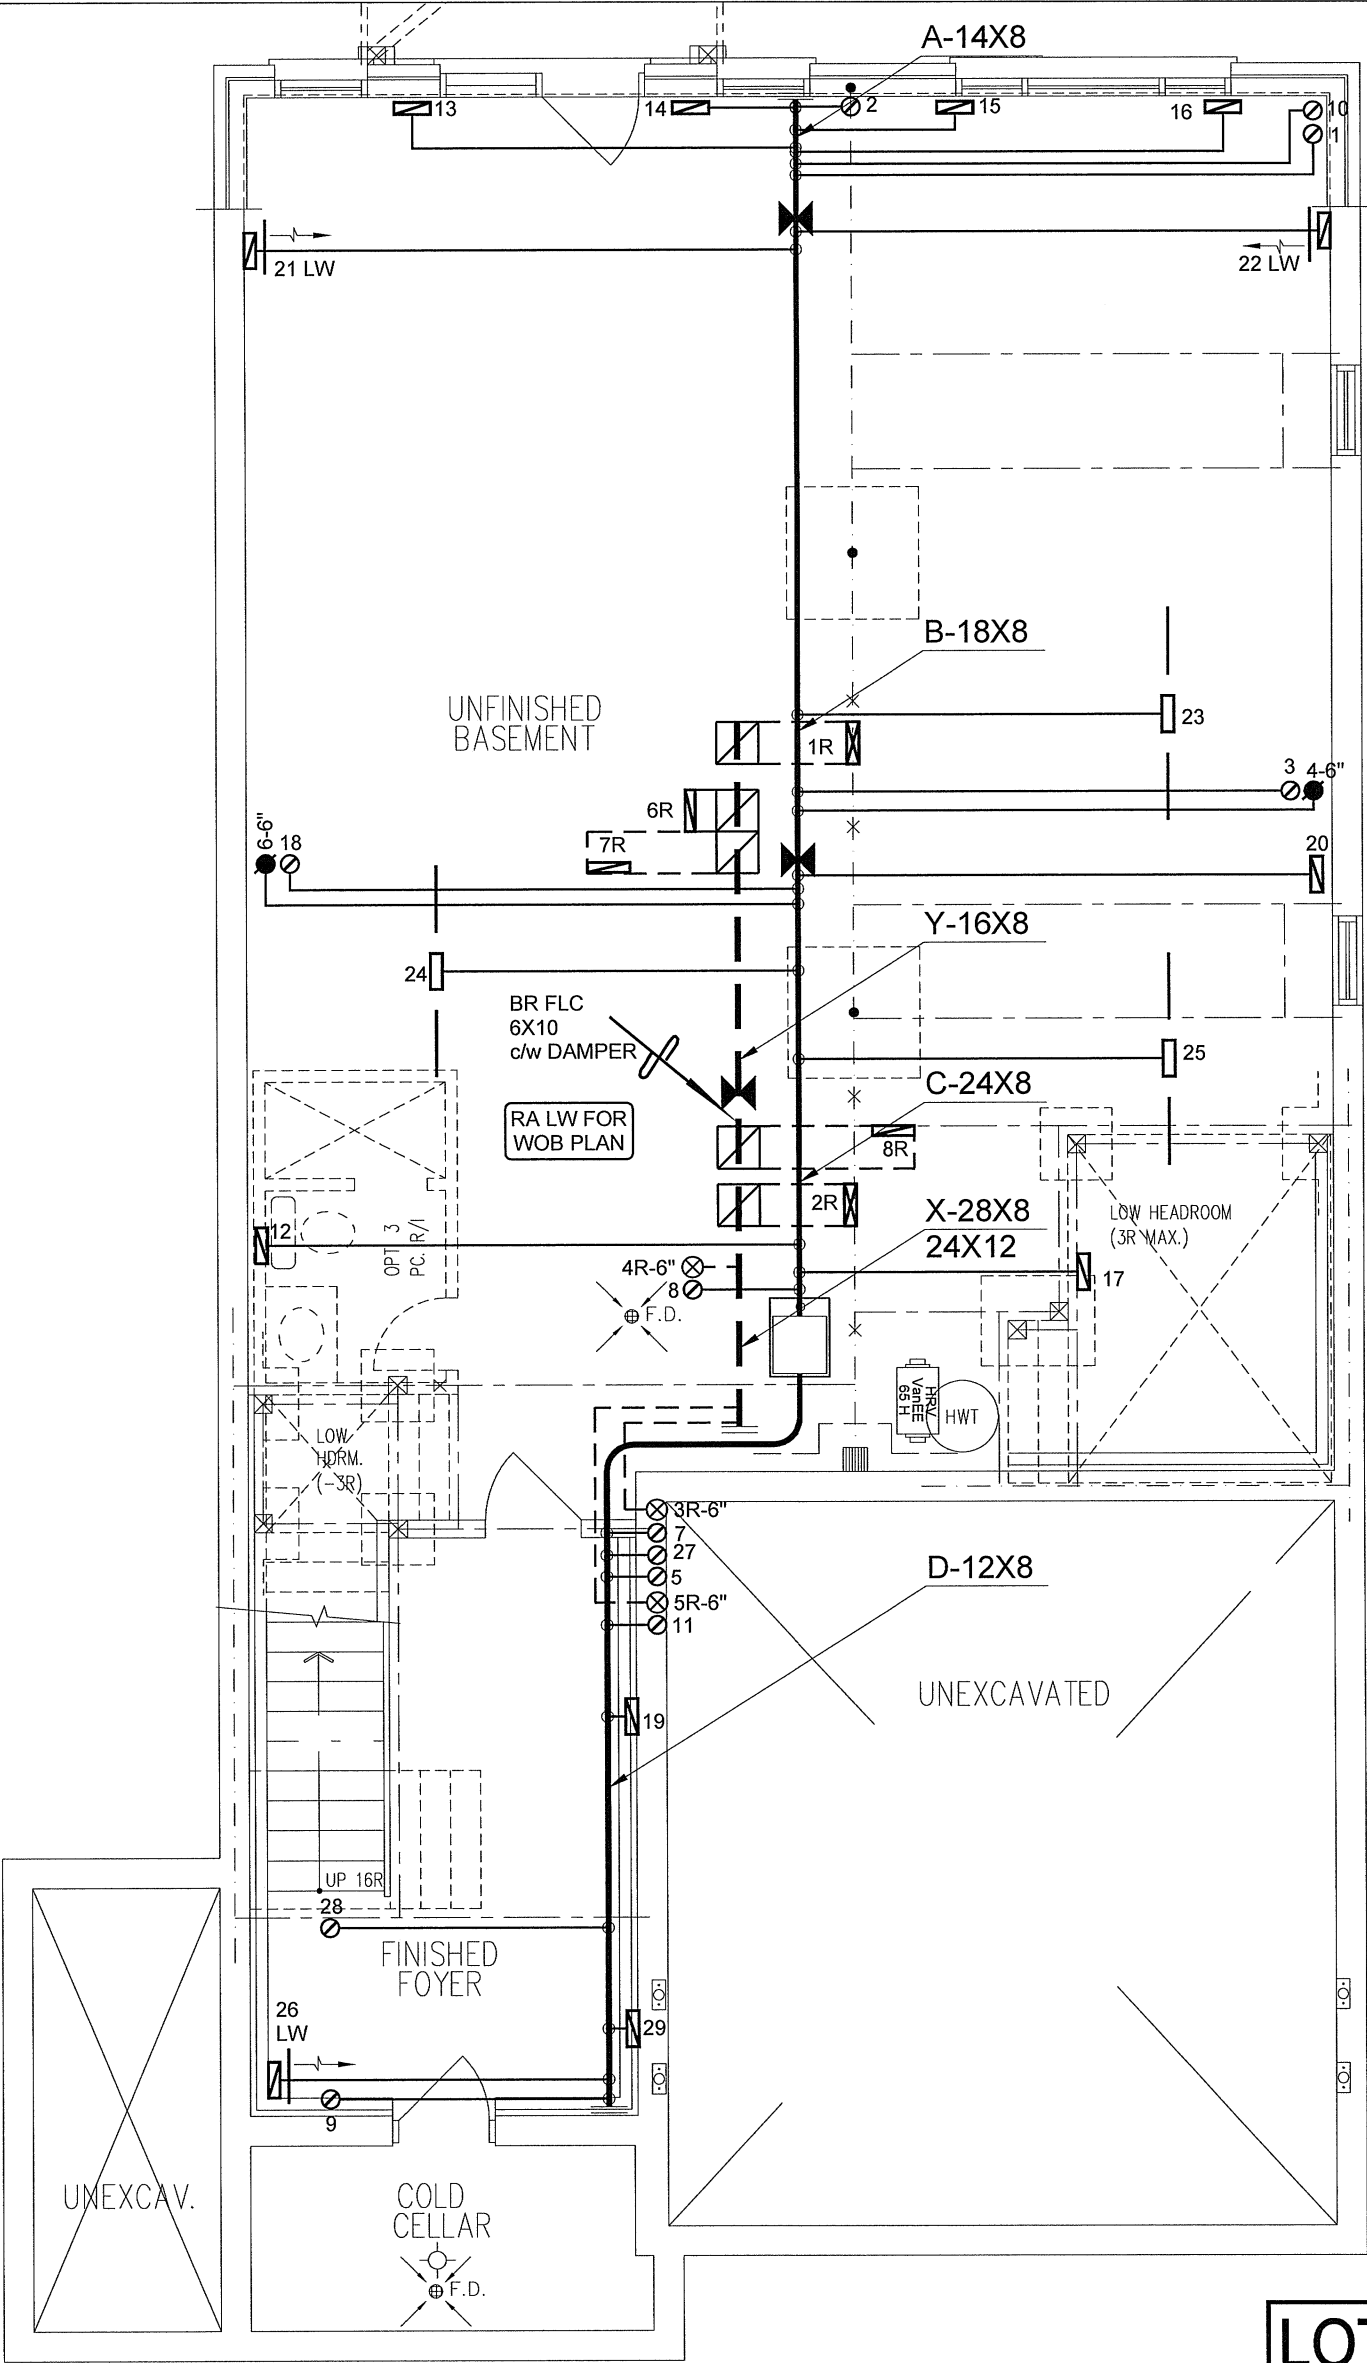 A-14X8
13
14
2
15
16
10
1
21 LW
22 LW
B-18X8
UNFINISHED
BASEMENT
23
1R
3
4-6"
6R
7R
6-6"
18
20
Y-16X8
24
BR FLC
6X10
c/w DAMPER
25
C-24X8
RA LW FOR
WOB PLAN
8R
2R
X-28X8
24X12
LOW HEADROOM
(3R MAX.)
12
OPT. 3
PC. R/I
4R-6"
8
17
F.D.
HRV
VanEE
65 H
HWT
LOW
HDRM.
(-3R)
3R-6"
7
27
5
5R-6"
11
D-12X8
19
UNEXCAVATED
UP 16R
28
FINISHED
FOYER
26
LW
29
9
UNEXCAV.
COLD
CELLAR
F.D.
LOT